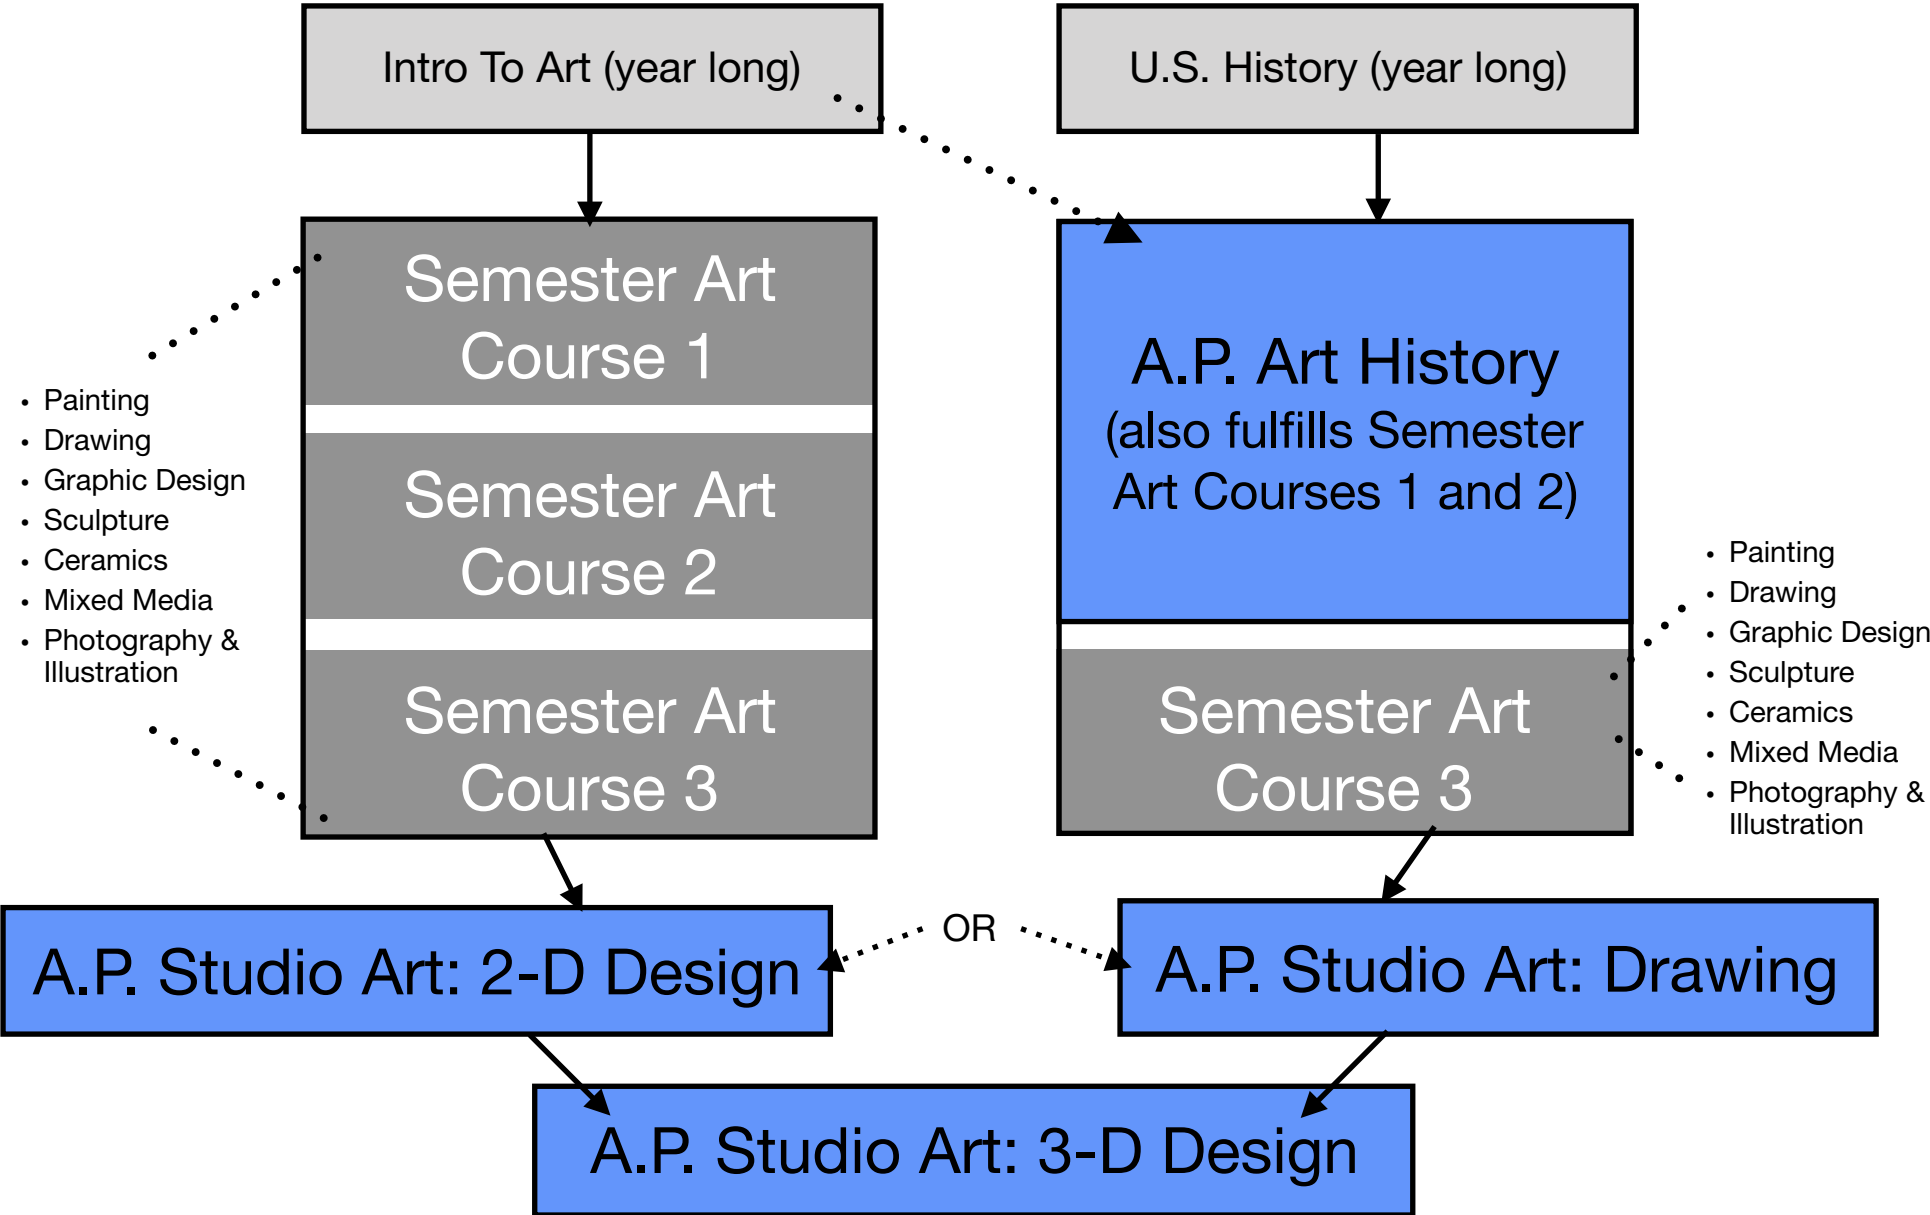 Intro To Art (year long)
U.S. History (year long)
Semester Art
Course 1
Semester Art
Course 2
Semester Art
Course 3
• Painting
• Drawing
• Graphic Design
• Sculpture
• Ceramics
• Mixed Media
• Photography &
Illustration
A.P. Art History
(also fulfills Semester
Art Courses 1 and 2)
Semester Art
Course 3
• Painting
• Drawing
• Graphic Design
• Sculpture
• Ceramics
• Mixed Media
• Photography &
Illustration
A.P. Studio Art: 2-D Design
OR
A.P. Studio Art: Drawing
A.P. Studio Art: 3-D Design